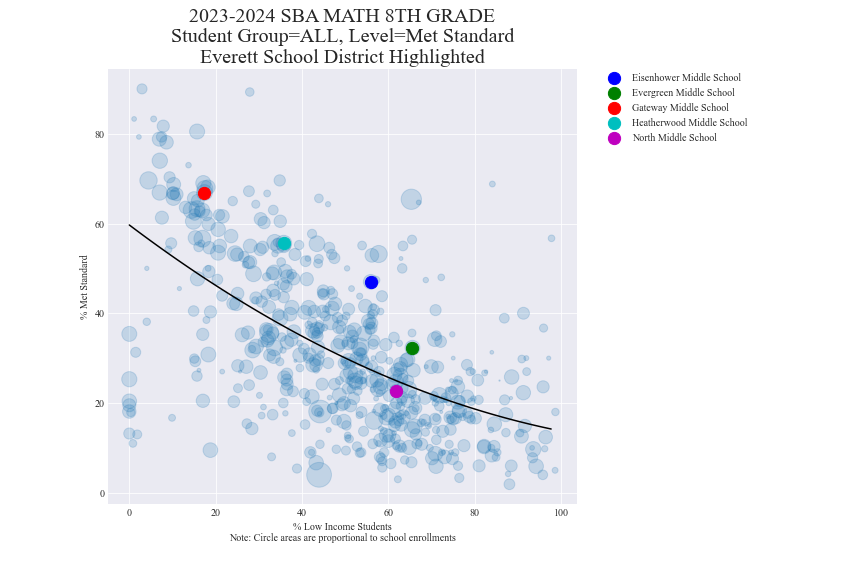 2023-2024 SBA MATH 8TH GRADE
Student Group=ALL, Level=Met Standard
Everett School District Highlighted
Eisenhower Middle School
Evergreen Middle School
Gateway Middle School
Heatherwood Middle School
North Middle School
% Met Standard
80
60
40
20
0
0 20 40 60 80 100
% Low Income Students
Note: Circle areas are proportional to school enrollments